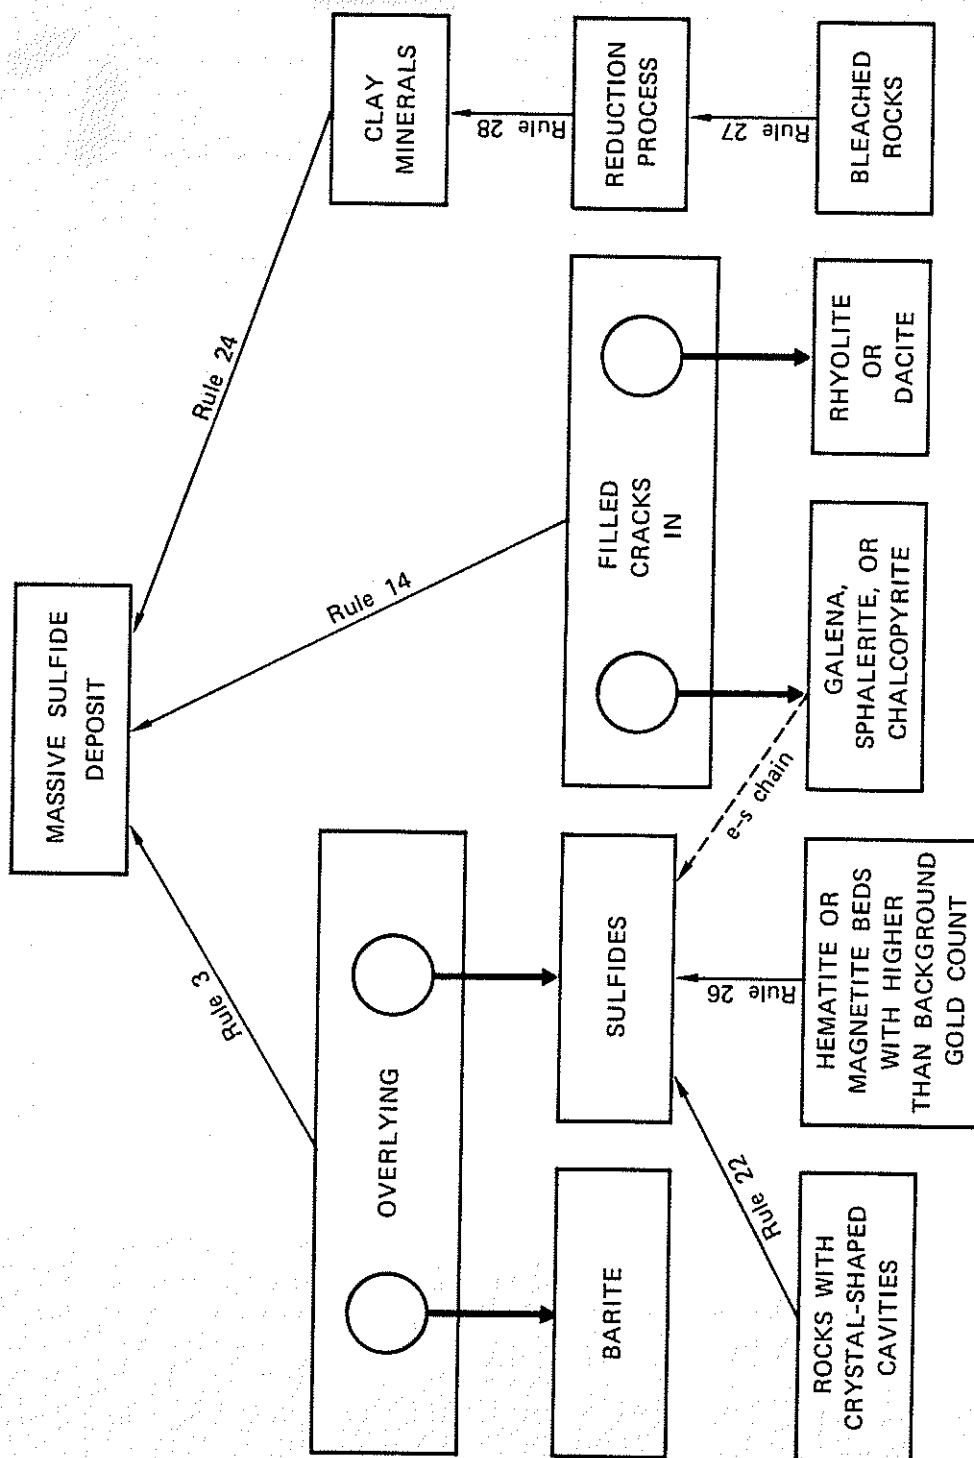 MASSIVE SULFIDE
DEPOSIT
Rule 3
Rule 14
Rule 24
OVERLYING
CLAY
MINERALS
BARITE
SULFIDES
FILLED
CRACKS
IN
Rule 28
REDUCTION
PROCESS
Rule 22
Rule 26
e-s chain
Rule 27
ROCKS WITH
CRYSTAL-SHAPED
CAVITIES
HEMATITE OR
MAGNETITE BEDS
WITH HIGHER
THAN BACKGROUND
GOLD COUNT
GALENA,
SPHALERITE, OR
CHALCOPYRITE
RHYOLITE
OR
DACITE
BLEACHED
ROCKS